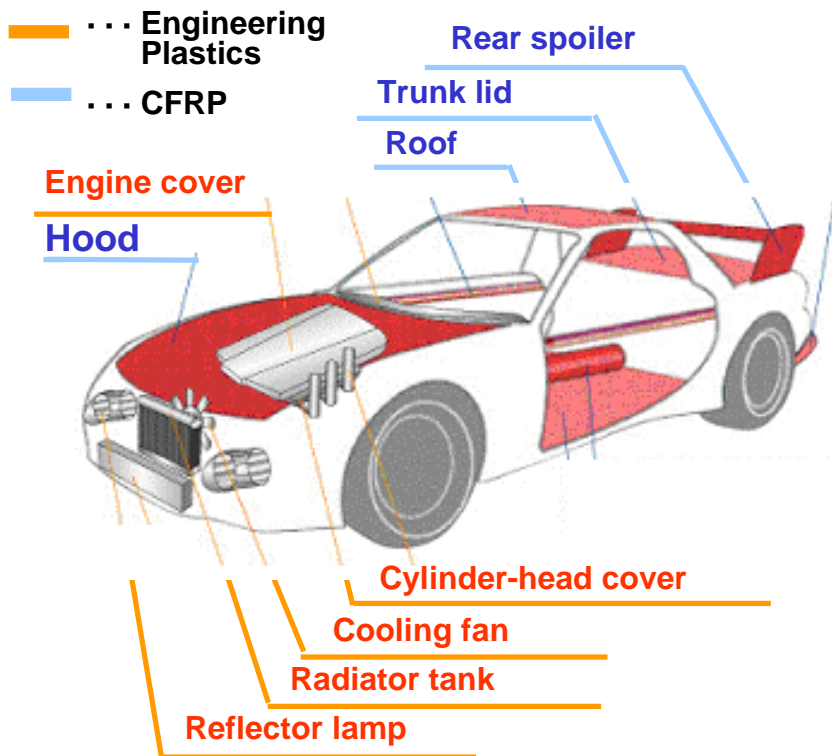 ··· Engineering
Plastics
··· CFRP
Rear spoiler
Trunk lid
Roof
Engine cover
Hood
Cylinder-head cover
Cooling fan
Radiator tank
Reflector lamp